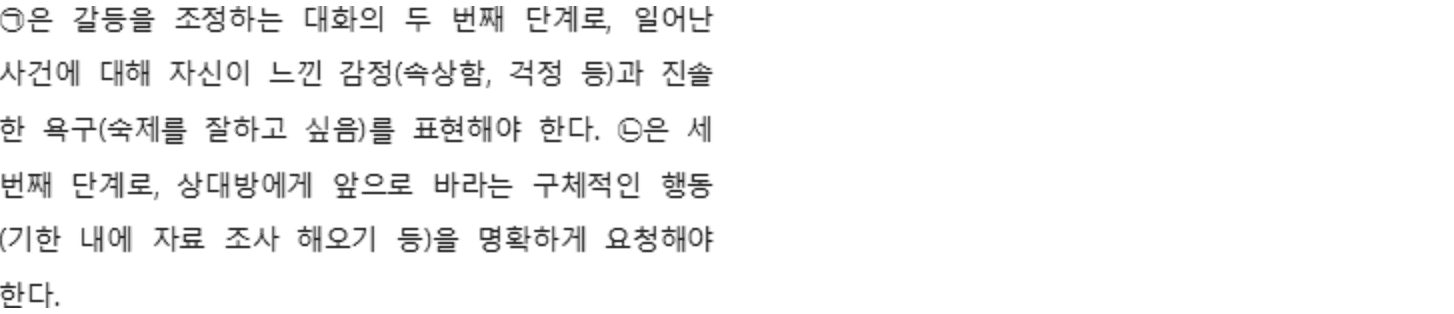 ㉠은 갈등을 조정하는 대화의 두 번째 단계로, 일어난
사건에 대해 자신이 느낀 감정(속상함, 걱정 등)과 진솔
한 욕구(숙제를 잘하고 싶음)를 표현해야 한다. ㉡은 세
번째 단계로, 상대방에게 앞으로 바라는 구체적인 행동
(기한 내에 자료 조사 해오기 등)을 명확하게 요청해야
한다.